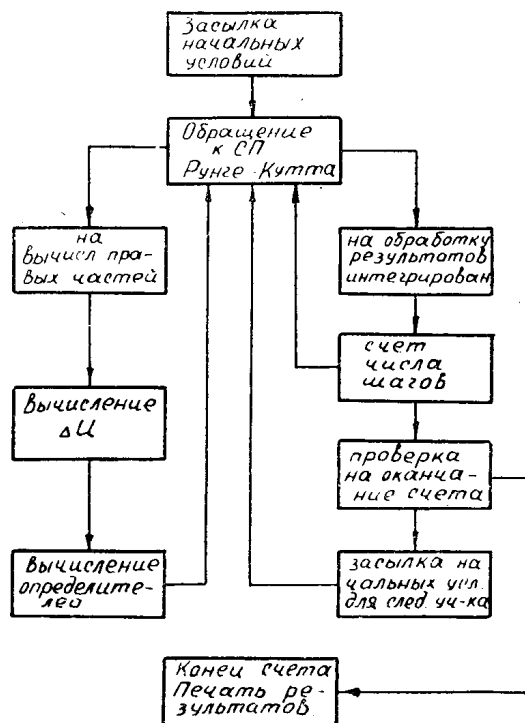 Засылка
начальных
условий
Обращение
к СП
Рунге-Кутта
на
вычисл пра-
вых частей
вычисление
ΔU
вычисление
определите-
лей
на обработку
результатов
интегрирован
счет
числа
шагов
проверка
на оканча-
ние счета
засылка на
чальных усл.
для след. уч-ка
Конец счета
Печать ре-
зультатов